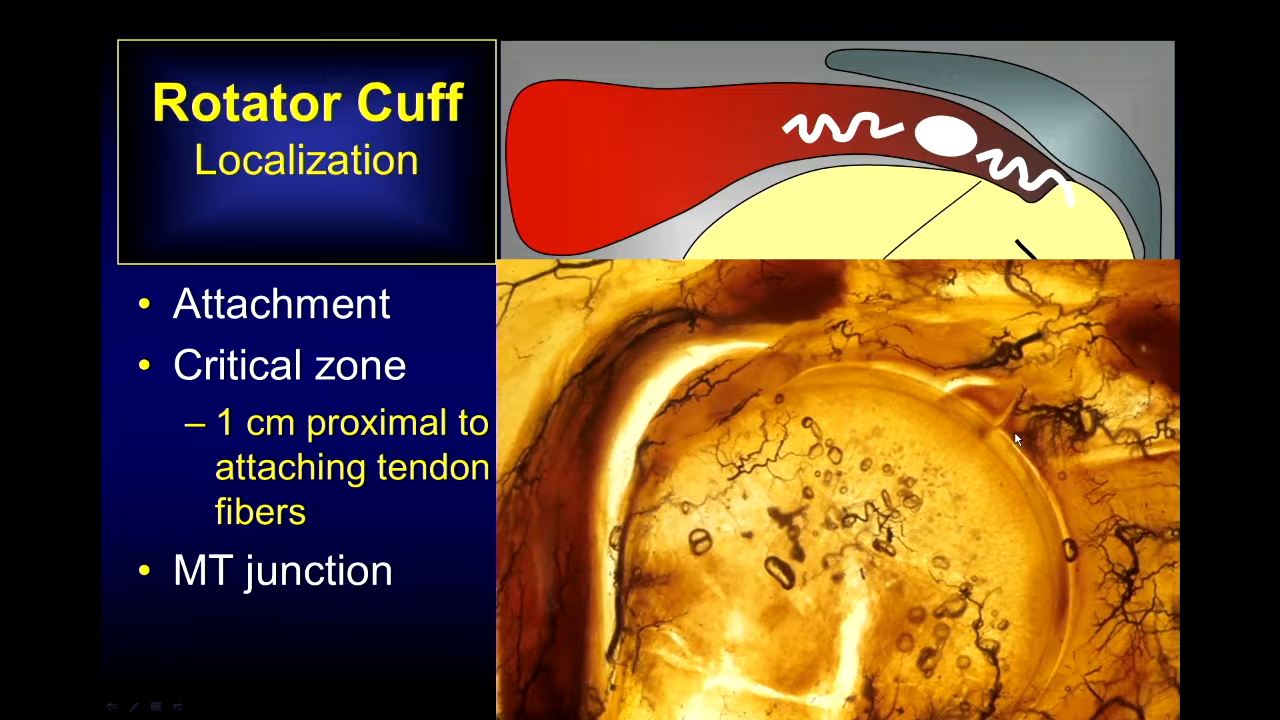 Rotator Cuff
Localization
• Attachment
• Critical zone
– 1 cm proximal to
attaching tendon
fibers
• MT junction